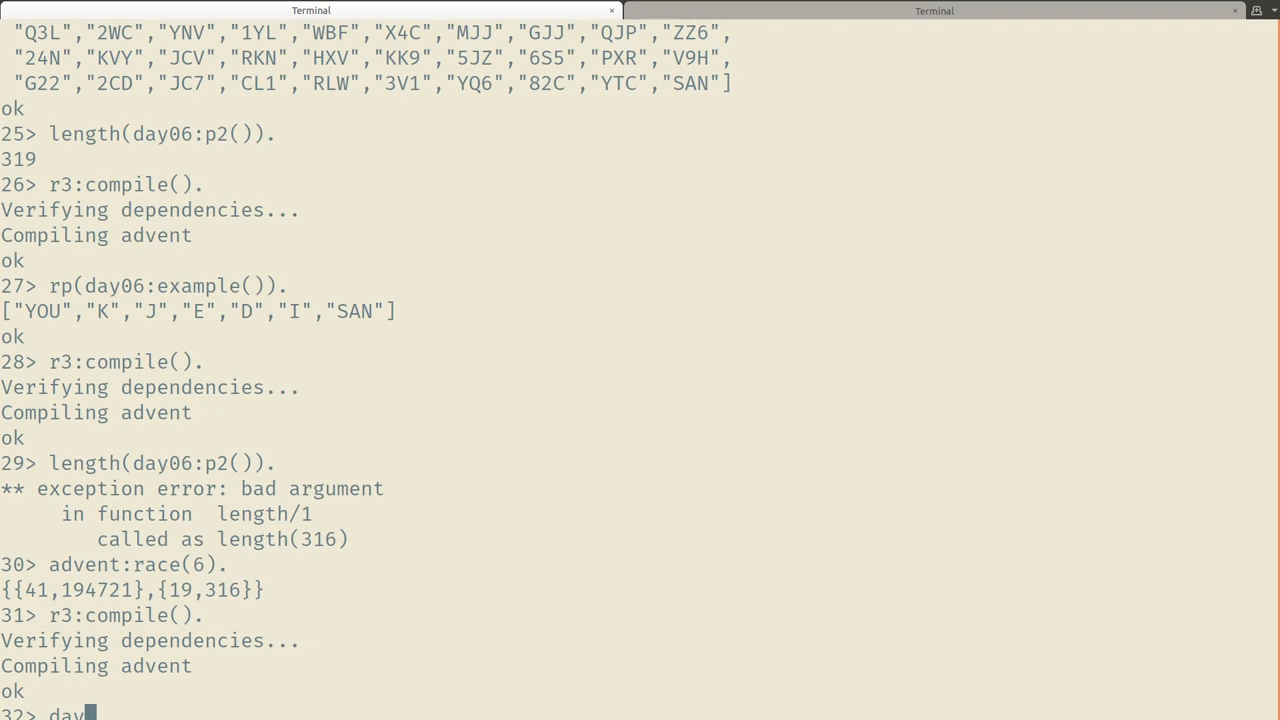 Terminal × Terminal ×
"Q3L","2WC","YNV","1YL","WBF","X4C","MJJ","GJJ","QJP","ZZ6",
"24N","KVY","JCV","RKN","HXV","KK9","5JZ","6S5","PXR","V9H",
"G22","2CD","JC7","CL1","RLW","3V1","YQ6","82C","YTC","SAN"]
ok
25> length(day06:p2()).
319
26> r3:compile().
Verifying dependencies...
Compiling advent
ok
27> rp(day06:example()).
["YOU","K","J","E","D","I","SAN"]
ok
28> r3:compile().
Verifying dependencies...
Compiling advent
ok
29> length(day06:p2()).
** exception error: bad argument
in function  length/1
called as length(316)
30> advent:race(6).
{{41,194721},{19,316}}
31> r3:compile().
Verifying dependencies...
Compiling advent
ok
32> day